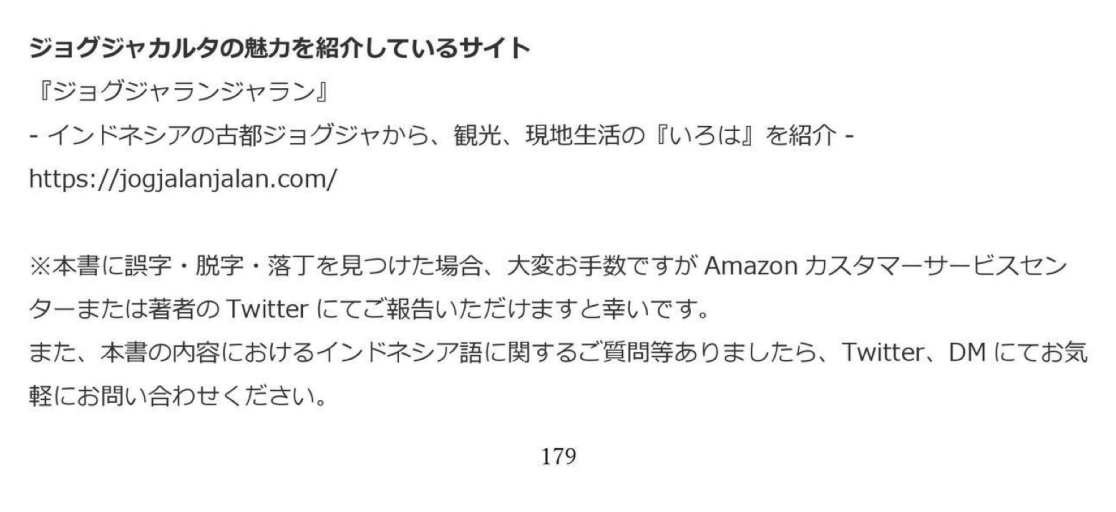 ジョグジャカルタの魅力を紹介しているサイト
『ジョグジャランジャラン』
- インドネシアの古都ジョグジャから、観光、現地生活の『いろは』を紹介 -
https://jogjalanjalan.com/
※本書に誤字・脱字・落丁を見つけた場合、大変お手数ですが Amazon カスタマーサービスセン
ターまたは著者の Twitter にてご報告いただけますと幸いです。
また、本書の内容におけるインドネシア語に関するご質問等ありましたら、Twitter、DM にてお気
軽にお問い合わせください。
179